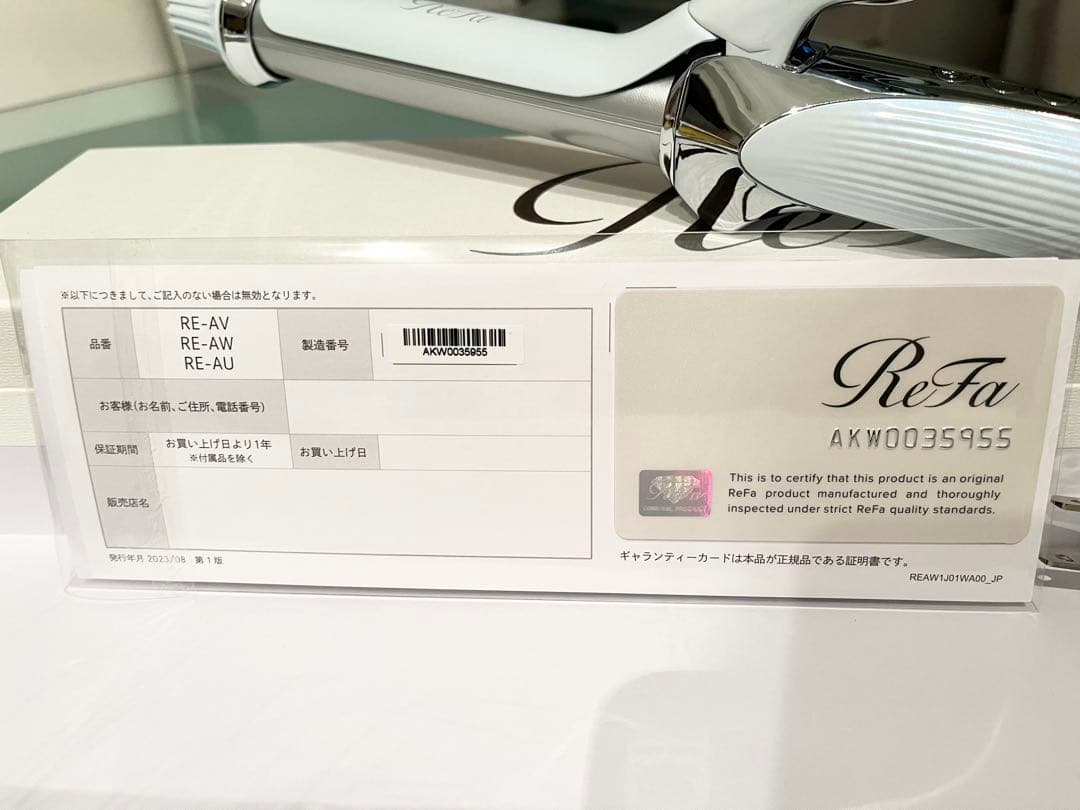 ReFa
ReFa
※以下につきまして、ご記入のない場合は無効となります。
品番
RE-AV
RE-AW
RE-AU
製造番号
AKW0035955
お客様(お名前、ご住所、電話番号)
保証期間
お買い上げ日より1年
※付属品を除く
お買い上げ日
販売店名
発行年月 2023/08 第1版
ReFa
AKW0035955
ReFa
ORIGINAL PRODUCT
This is to certify that this product is an original
ReFa product manufactured and thoroughly
inspected under strict ReFa quality standards.
ギャランティーカードは本品が正規品である証明書です。
REAW1J01WA00_JP